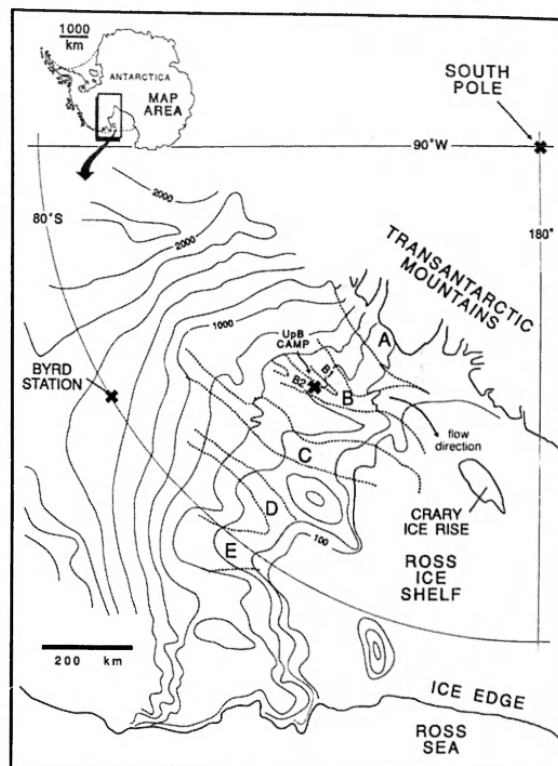 1000
km
ANTARCTICA
MAP
AREA
SOUTH
POLE
90°W
80°S
180°
2000
2000
TRANSANTARCTIC
MOUNTAINS
1000
UpB
CAMP
A
B1
B2
B
BYRD
STATION
flow
direction
C
CRARY
ICE RISE
D
E
100
ROSS
ICE
SHELF
200 km
ICE EDGE
ROSS
SEA